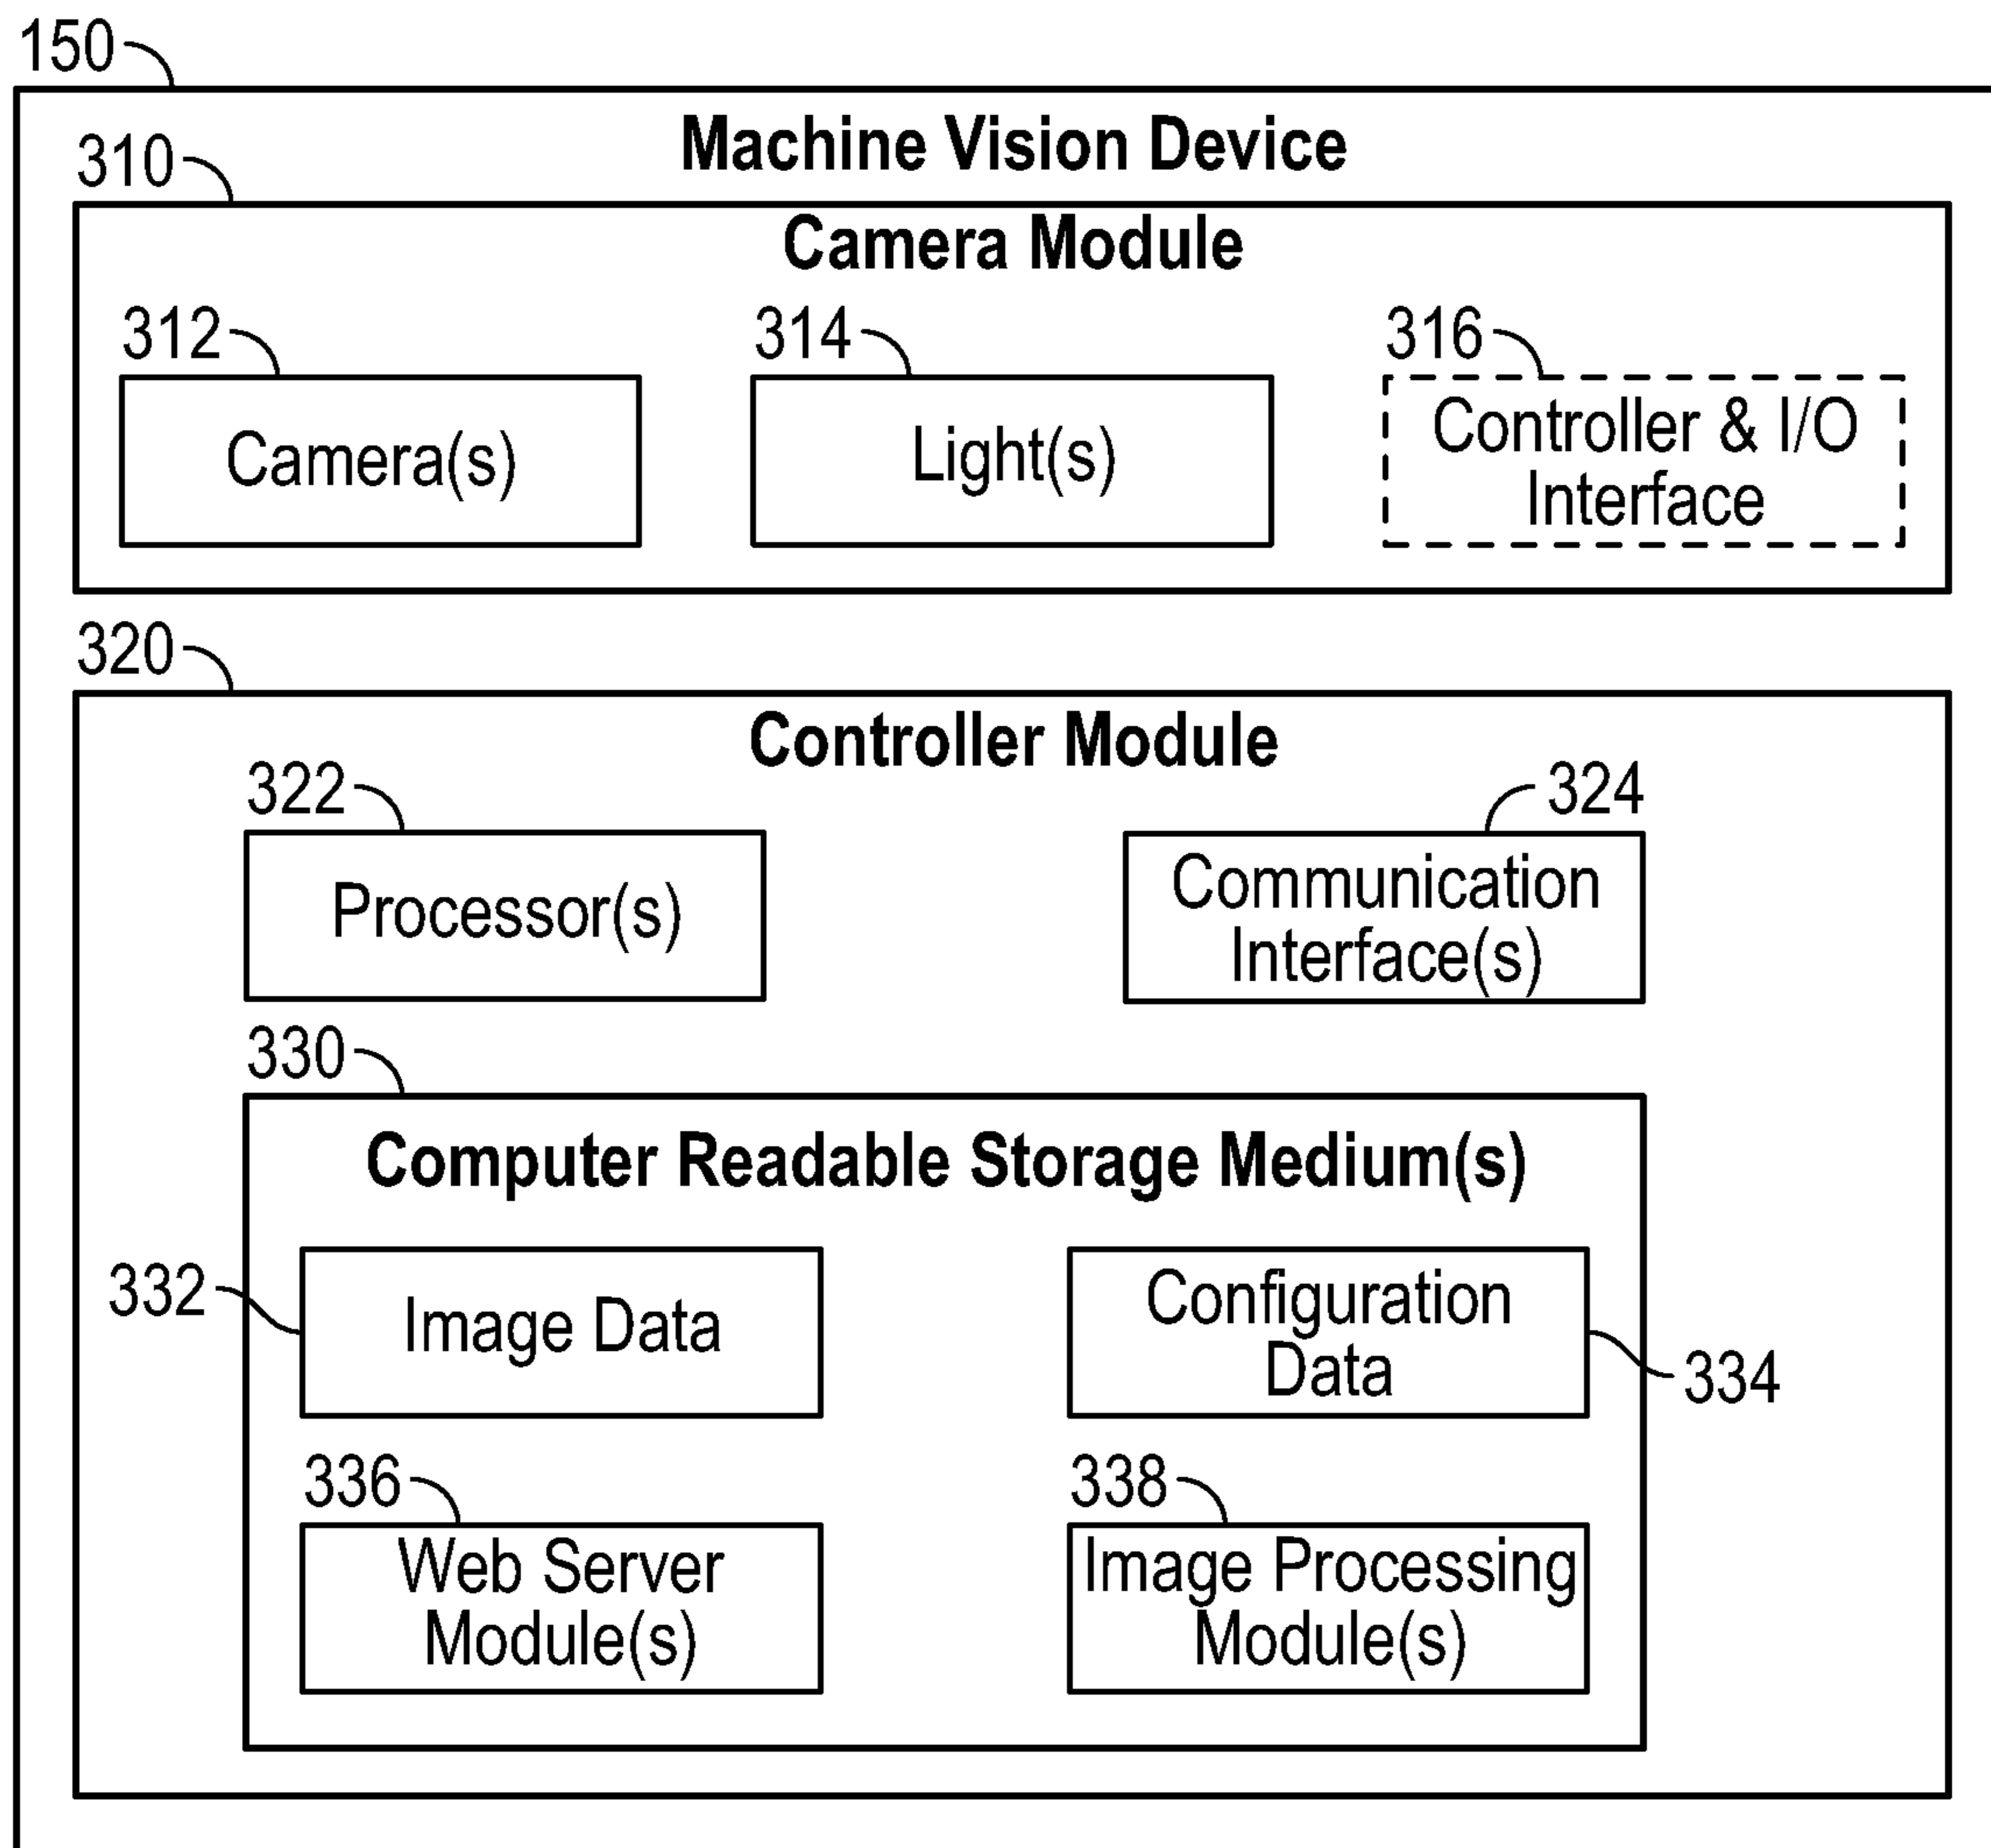 150
Machine Vision Device
310
Camera Module
312
314
316
Camera(s)
Light(s)
Controller & I/O
Interface
320
Controller Module
322
324
Processor(s)
Communication
Interface(s)
330
Computer Readable Storage Medium(s)
332
Image Data
Configuration
Data
334
336
338
Web Server
Module(s)
Image Processing
Module(s)